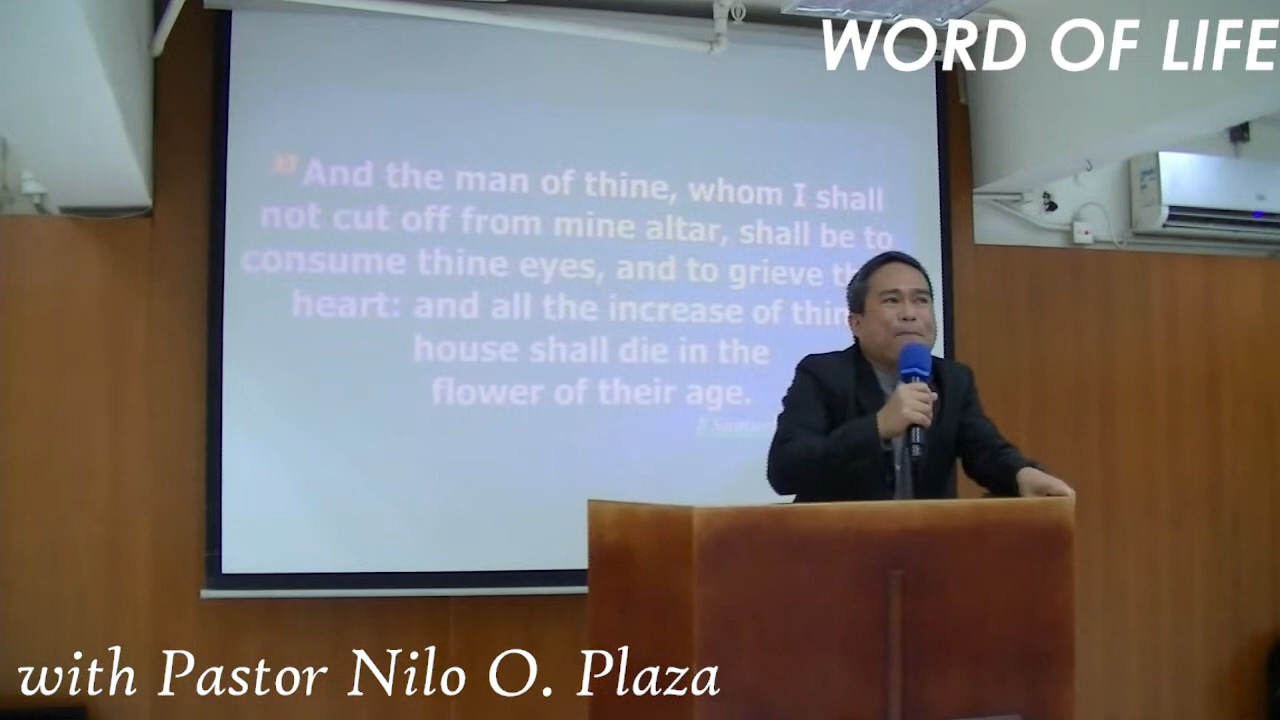 WORD OF LIFE
33 And the man of thine, whom I shall
not cut off from mine altar, shall be to
consume thine eyes, and to grieve
heart: and all the increase of
house shall die in the
flower of their age.
with Pastor Nilo O. Plaza